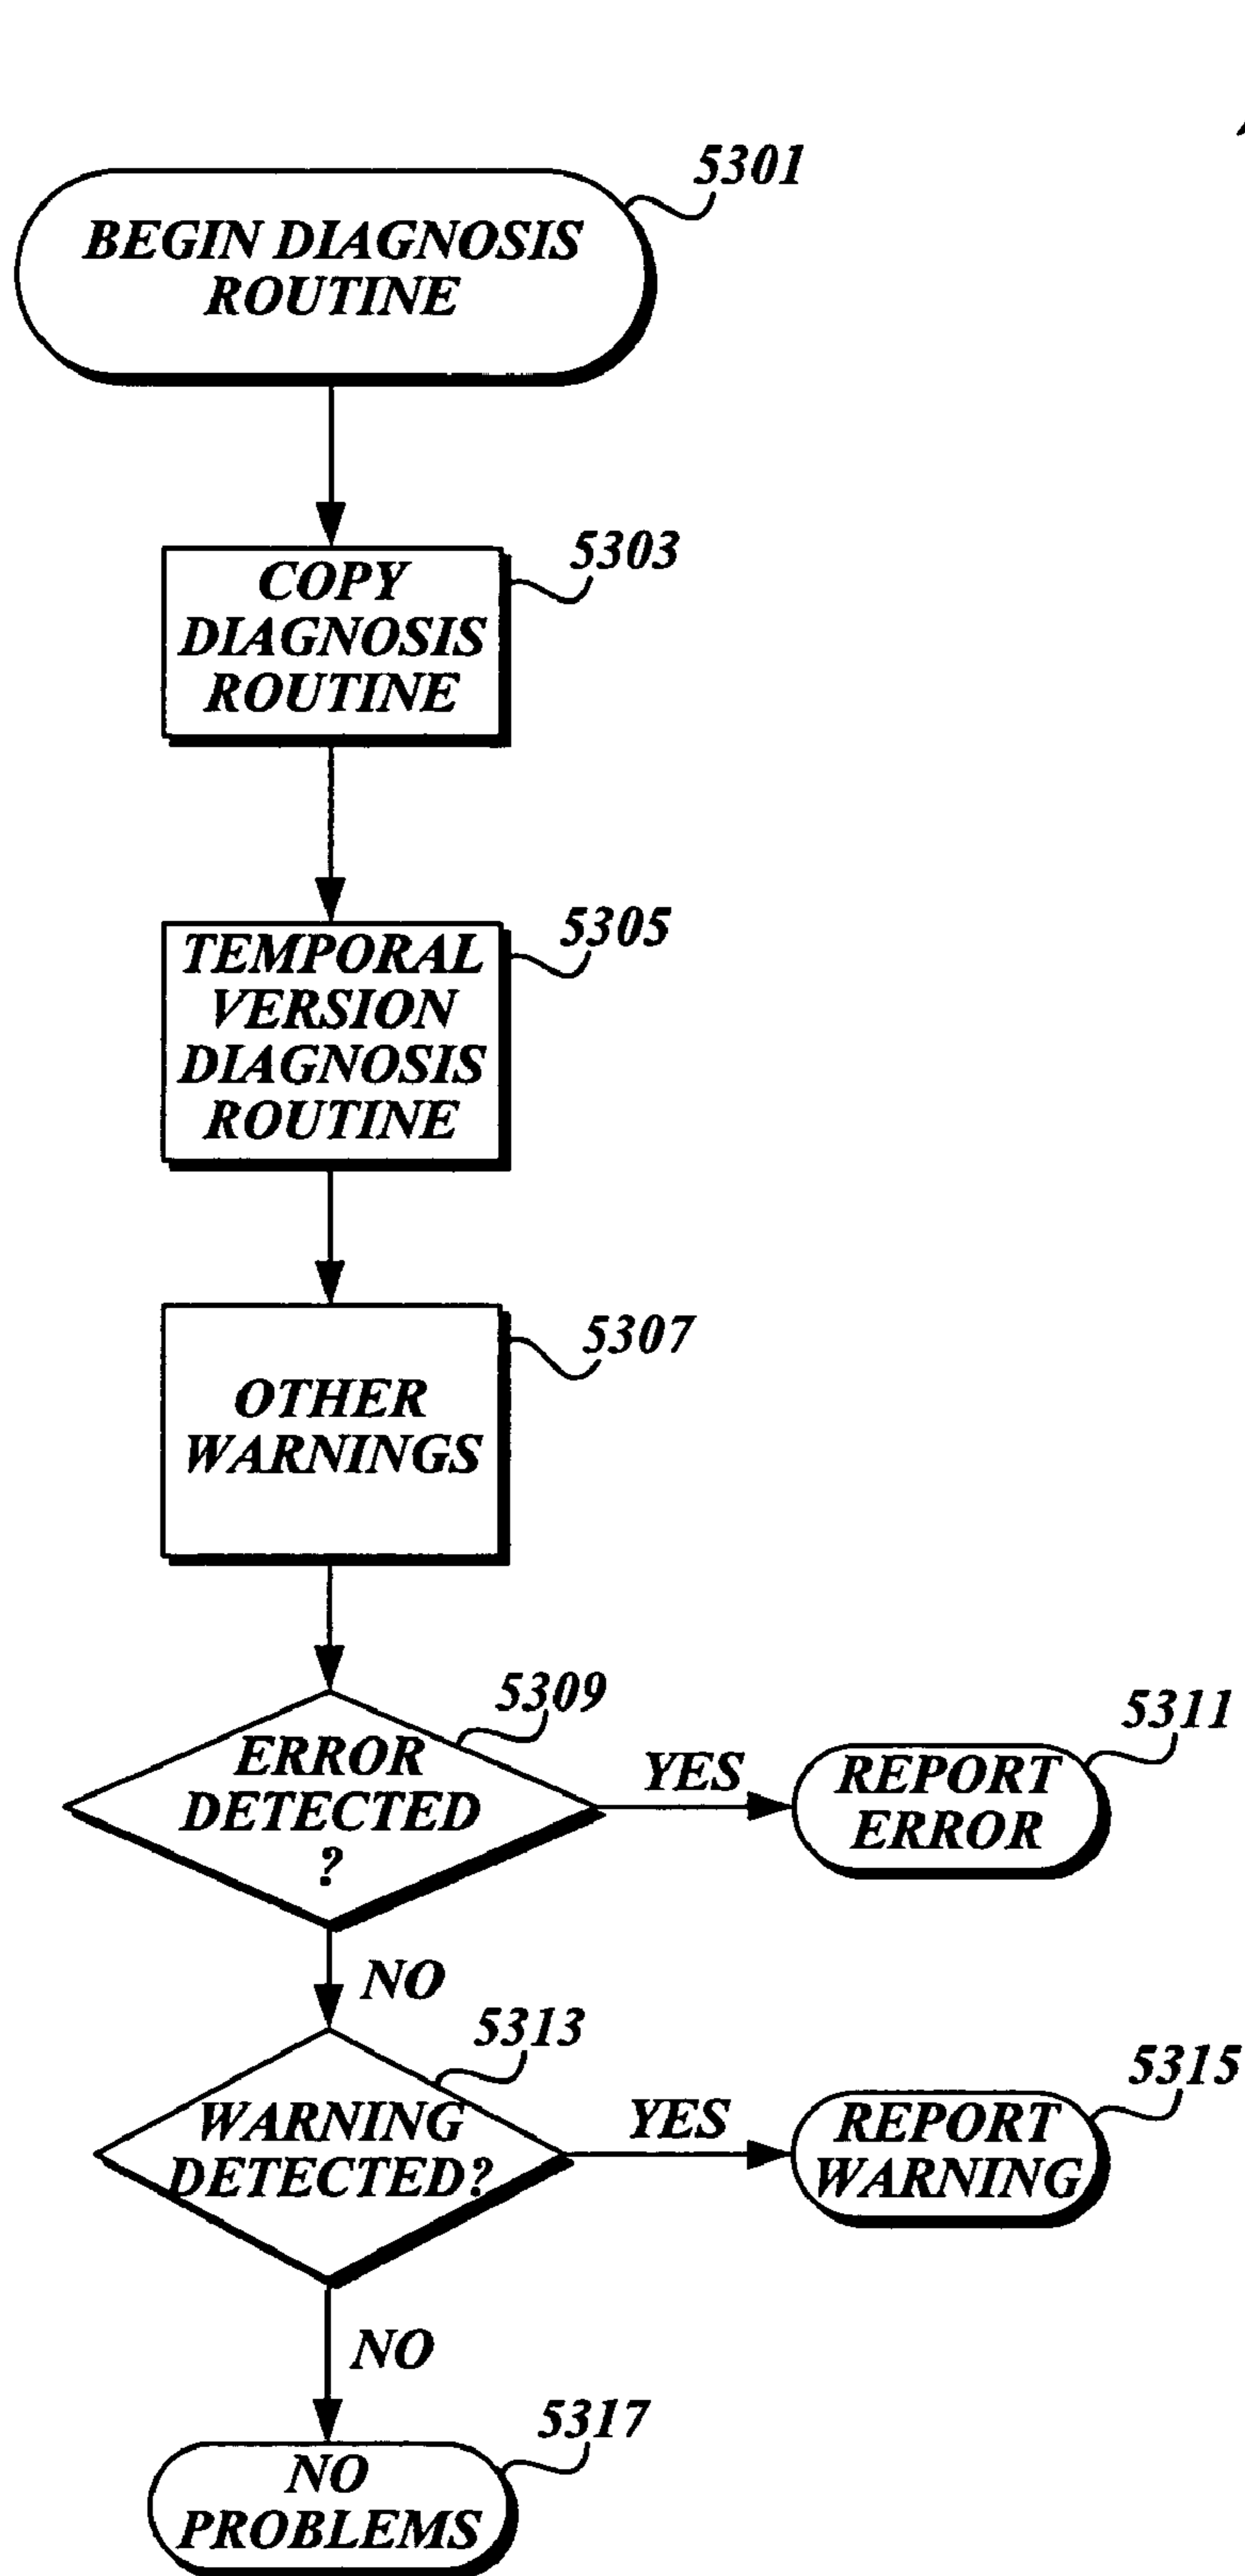 5301
BEGIN DIAGNOSIS
ROUTINE
5303
COPY
DIAGNOSIS
ROUTINE
5305
TEMPORAL
VERSION
DIAGNOSIS
ROUTINE
5307
OTHER
WARNINGS
5309
ERROR
DETECTED
?
YES
5311
REPORT
ERROR
NO
5313
WARNING
DETECTED?
YES
5315
REPORT
WARNING
NO
5317
NO
PROBLEMS